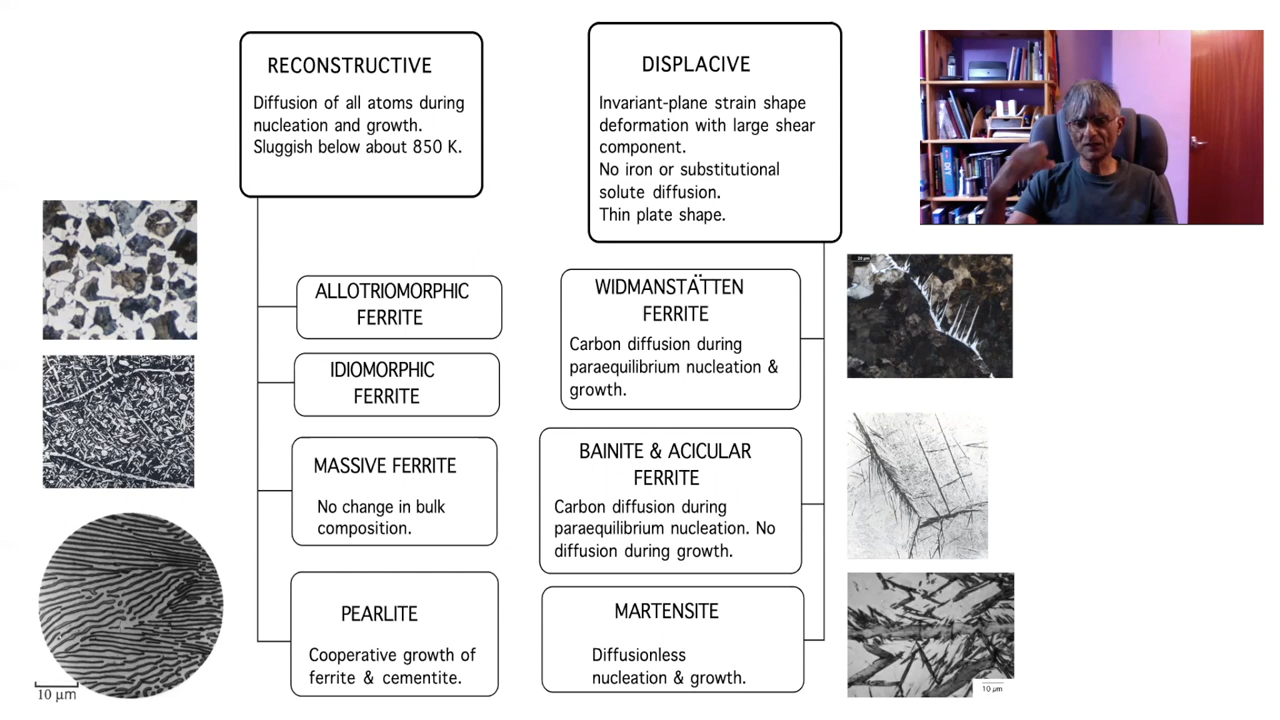 RECONSTRUCTIVE
Diffusion of all atoms during
nucleation and growth.
Sluggish below about 850 K.
DISPLACIVE
Invariant-plane strain shape
deformation with large shear
component.
No iron or substitutional
solute diffusion.
Thin plate shape.
ALLOTRIOMORPHIC
FERRITE
IDIOMORPHIC
FERRITE
MASSIVE FERRITE
No change in bulk
composition.
PEARLITE
Cooperative growth of
ferrite & cementite.
WIDMANSTÄTTEN
FERRITE
Carbon diffusion during
paraequilibrium nucleation &
growth.
BAINITE & ACICULAR
FERRITE
Carbon diffusion during
paraequilibrium nucleation. No
diffusion during growth.
MARTENSITE
Diffusionless
nucleation & growth.
10 µm
10 µm
DIY